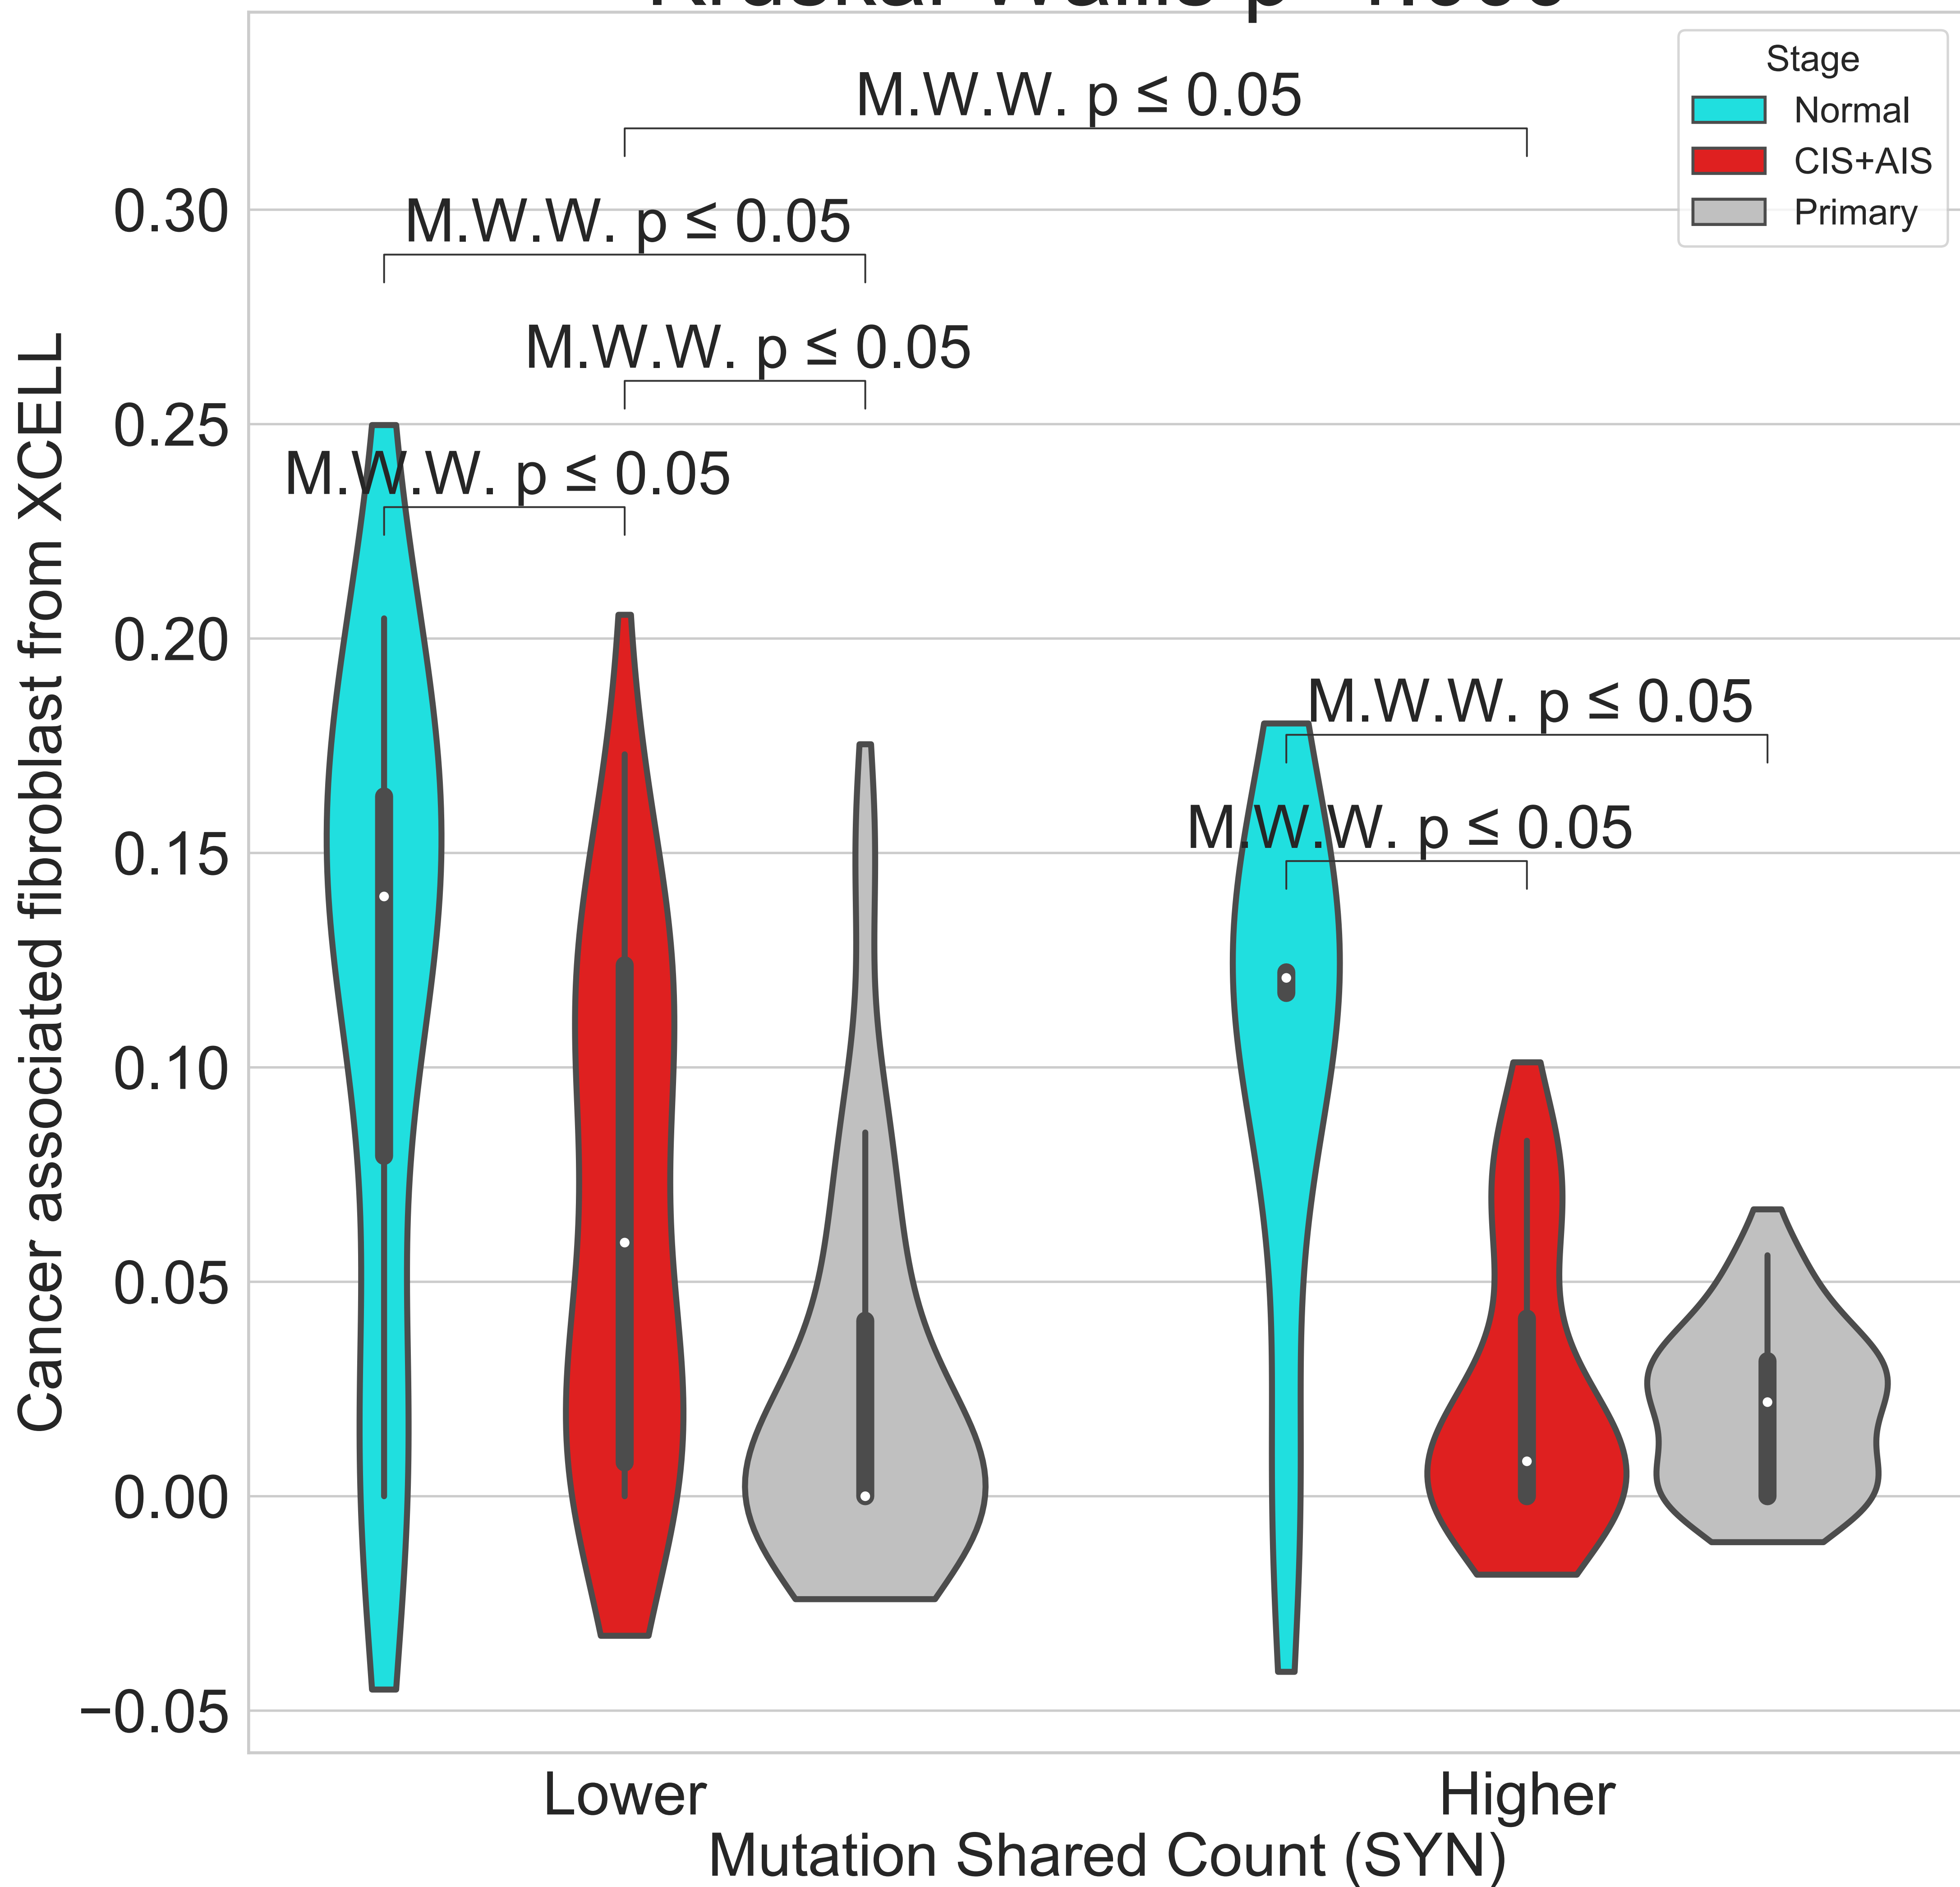 M.W.W. p ≤ 0.05
Stage
Normal
CIS+AIS
Primary
M.W.W. p ≤ 0.05
M.W.W. p ≤ 0.05
M.W.W. p ≤ 0.05
M.W.W. p ≤ 0.05
M.W.W. p ≤ 0.05
Cancer associated fibroblast from XCELL
0.30
0.25
0.20
0.15
0.10
0.05
0.00
−0.05
Lower
Higher
Mutation Shared Count (SYN)